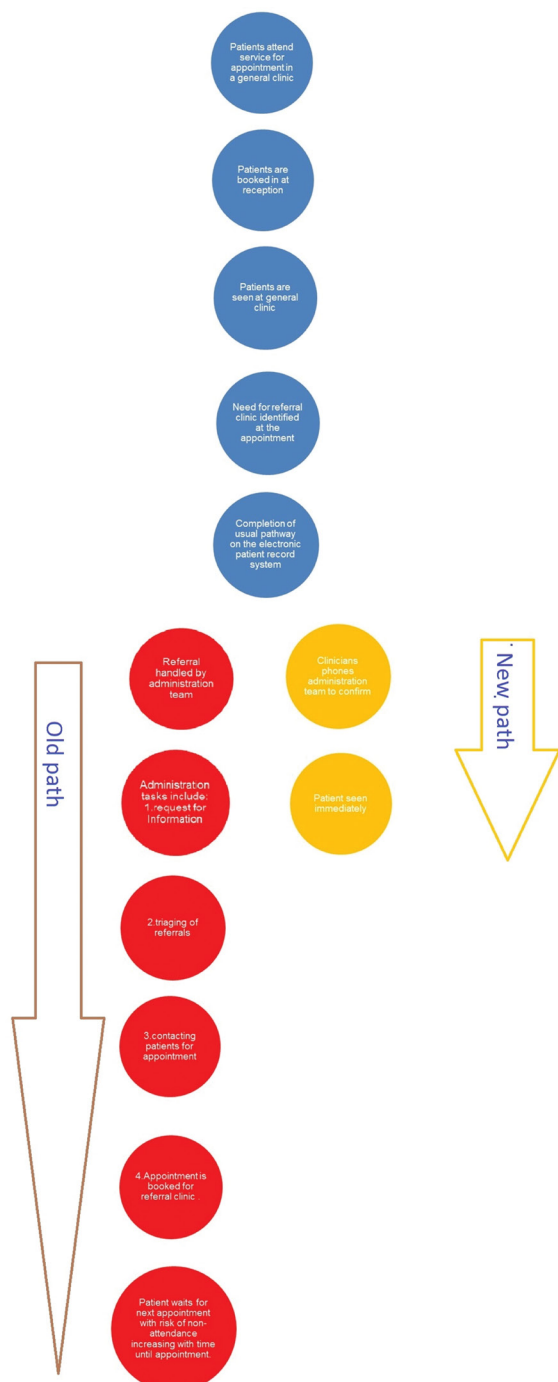 Patients attend
service for
appointment in
a general clinic
Patients are
booked in at
reception
Patients are
seen at general
clinic
Need for referral
clinic identified
at the
appointment
Completion of
usual pathway
on the electronic
patient record
system
Old path
Referral
handled by
administration
team
Administration
tasks include:
1.request for
Information
2.triaging of
referrals
3.contacting
patients for
appointment
4.Appointment is
booked for
referral clinic .
Patient waits for
next appointment
with risk of non-
attendance
increasing with time
until appointment.
Clinicians
phones
administration
team to confirm
Patient seen
immediately
New path